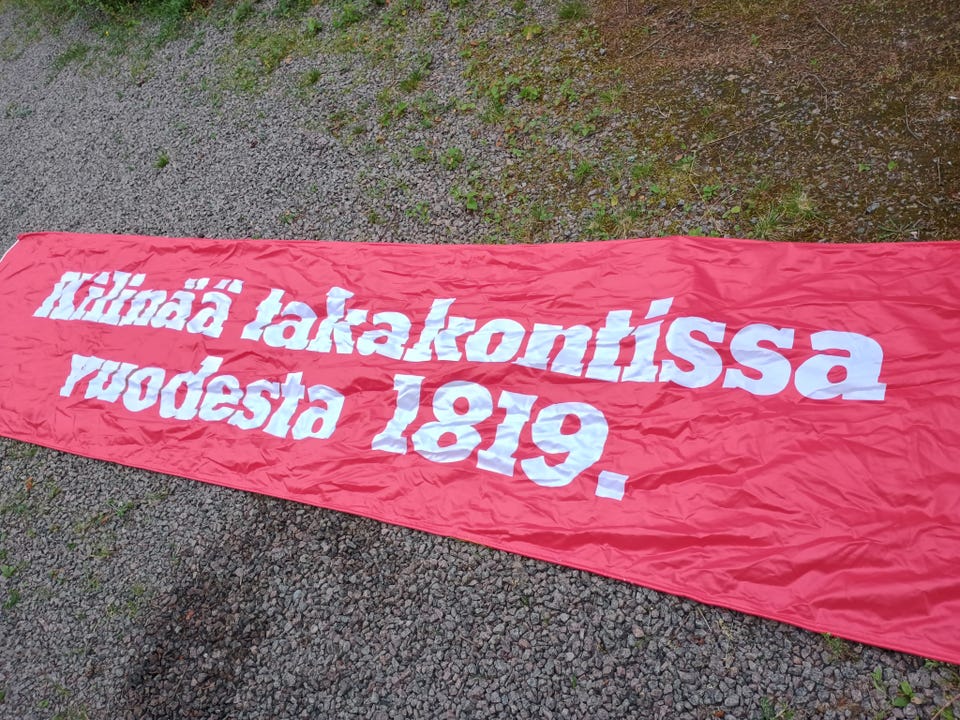 Kilinää takakontissa
vuodesta 1819.